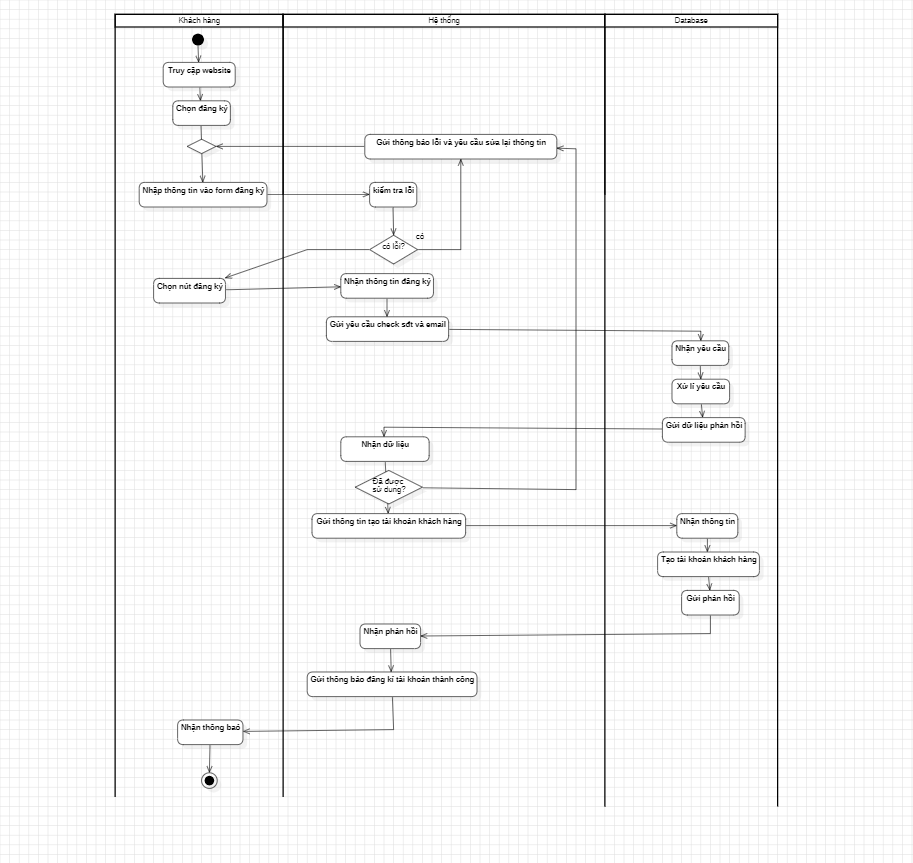 Khách hàng
Hệ thống
Database
Truy cập website
Chọn đăng ký
Gửi thông báo lỗi và yêu cầu sửa lại thông tin
Nhập thông tin vào form đăng ký
kiểm tra lỗi
có
có lỗi?
Chọn nút đăng ký
Nhận thông tin đăng ký
Gửi yêu cầu check sđt và email
Nhận yêu cầu
Xử lí yêu cầu
Gửi dữ liệu phản hồi
Nhận dữ liệu
Đã được
sử dụng?
Gửi thông tin tạo tài khoản khách hàng
Nhận thông tin
Tạo tài khoản khách hàng
Gửi phản hồi
Nhận phản hồi
Gửi thông báo đăng kí tài khoản thành công
Nhận thông baó